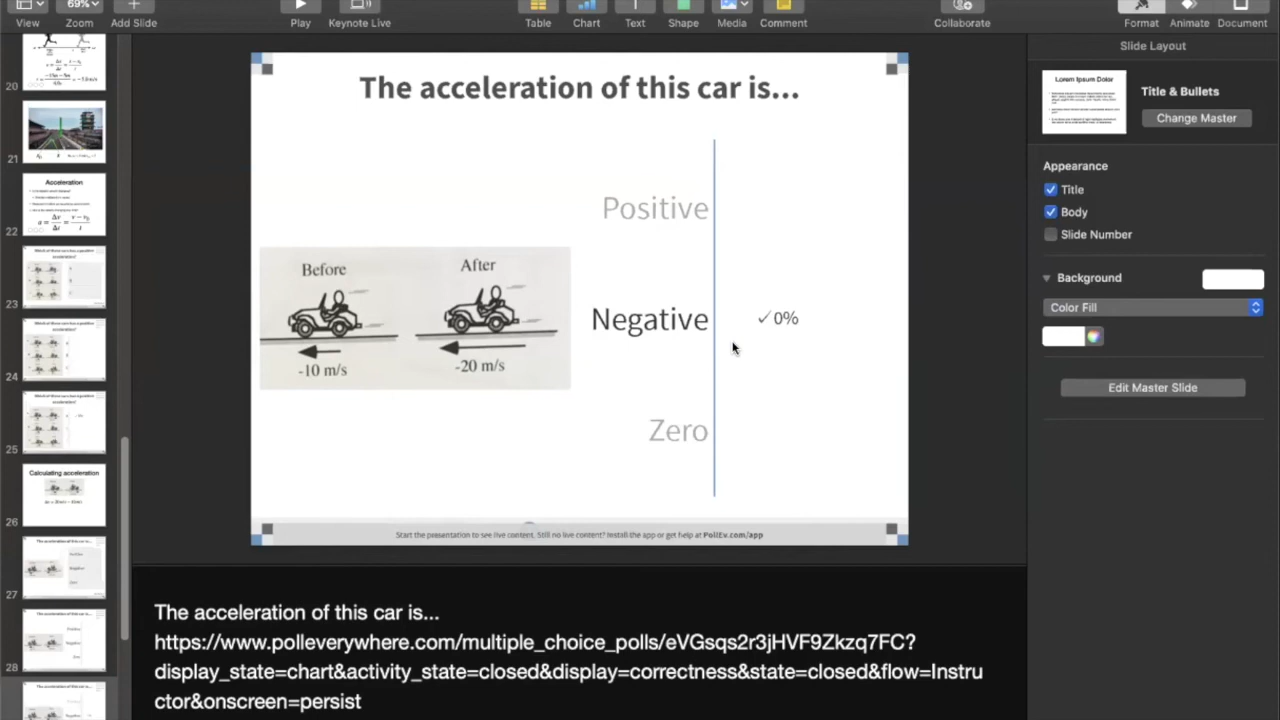 View
69%
Zoom
Add Slide
Play
Keynote Live
Table
Chart
Text
Shape
Media
Comment
Collaborate
Format
Animate
Document
20
21
22
Acceleration
23
24
25
26
Calculating acceleration
27
28
The acceleration of this car is...
Positive
Before
After
-10 m/s
-20 m/s
Negative
✓0%
Zero
Start the presentation to see live content. Still no live content? Install the app or get help at PollEv.com/app
The acceleration of this car is...
https://www.polleverywhere.com/multiple_choice_polls/eVGsqs2r3jHVF9Zkzq7FC?
display_state=chart&activity_state=closed&display=correctness&state=closed&flow=Instru
ctor&onscreen=persist
Slide Layout
Lorem Ipsum Dolor
Title & Bullets
Change Master
Appearance
Title
Body
Slide Number
Background
Color Fill
Edit Master Slide